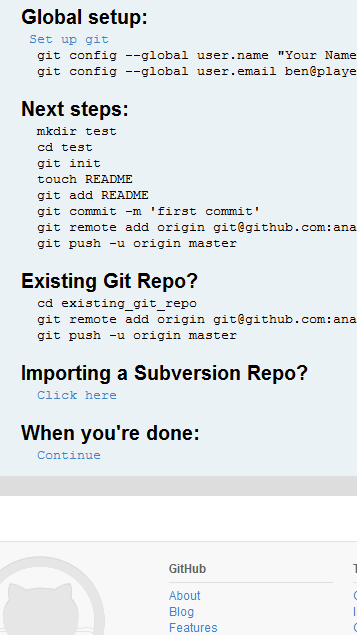 Global setup:
Set up git
git config --global user.name "Your Name
git config --global user.email ben@playe
Next steps:
mkdir test
cd test
git init
touch README
git add README
git commit -m 'first commit'
git remote add origin git@github.com:ana
git push -u origin master
Existing Git Repo?
cd existing_git_repo
git remote add origin git@github.com:ana
git push -u origin master
Importing a Subversion Repo?
Click here
When you're done:
Continue
GitHub
About
Blog
Features